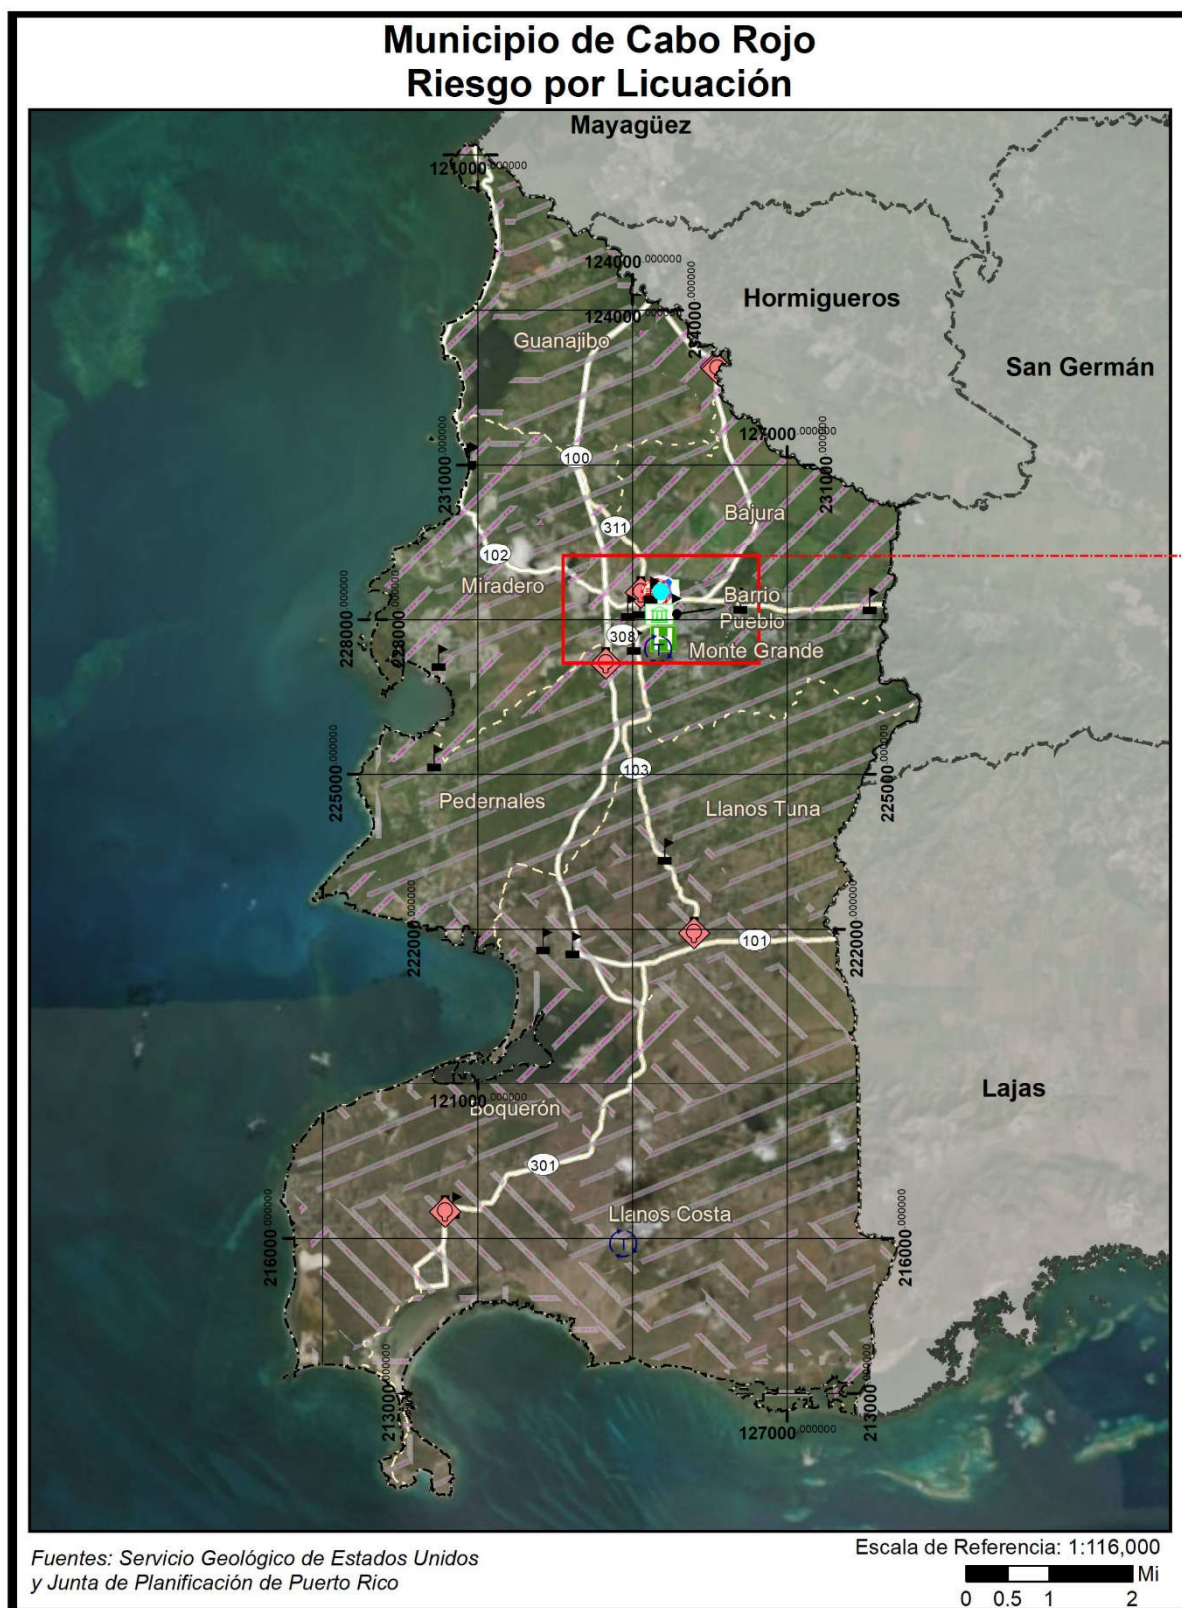 Municipio de Cabo Rojo
Riesgo por Licuación
Mayagüez
121000.000000
124000.000000
124000.000000
234000.000000
Hormigueros
Guanajibo
San Germán
127000.000000
100
231000.000000
231000.000000
Bajura
311
102
Miradero
Barrio
Pueblo
228000.000000
228000.000000
308
Monte Grande
103
225000.000000
225000.000000
Pedernales
Llanos Tuna
222000.000000
222000.000000
101
Lajas
121000.000000
Boquerón
301
Llanos Costa
216000.000000
216000.000000
213000.000000
213000.000000
127000.000000
Fuentes: Servicio Geológico de Estados Unidos
y Junta de Planificación de Puerto Rico
Escala de Referencia: 1:116,000
Mi
0 0.5 1 2